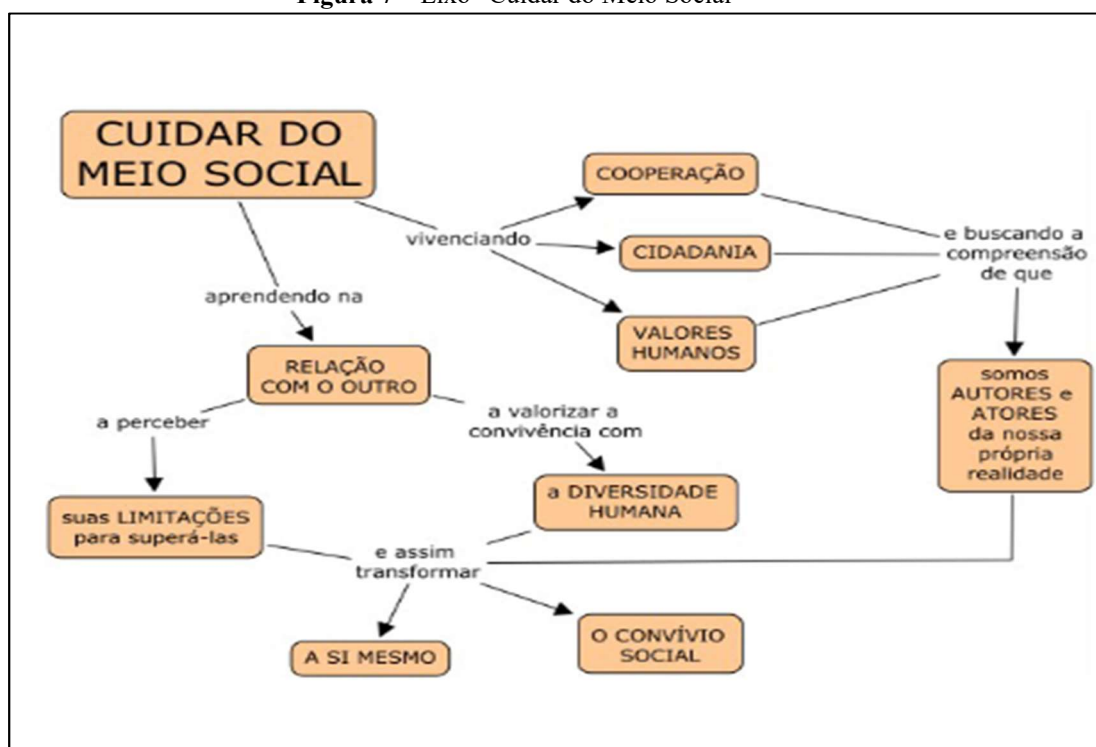 Figura 7 – Eixo "Cuidar do Meio Social"
CUIDAR DO
MEIO SOCIAL
vivenciando
COOPERAÇÃO
CIDADANIA
VALORES
HUMANOS
e buscando a
compreensão
de que
somos
AUTORES e
ATORES
da nossa
própria
realidade
aprendendo na
RELAÇÃO
COM O OUTRO
a perceber
suas LIMITAÇÕES
para superá-las
a valorizar a
convivência com
a DIVERSIDADE
HUMANA
e assim
transformar
A SI MESMO
O CONVÍVIO
SOCIAL